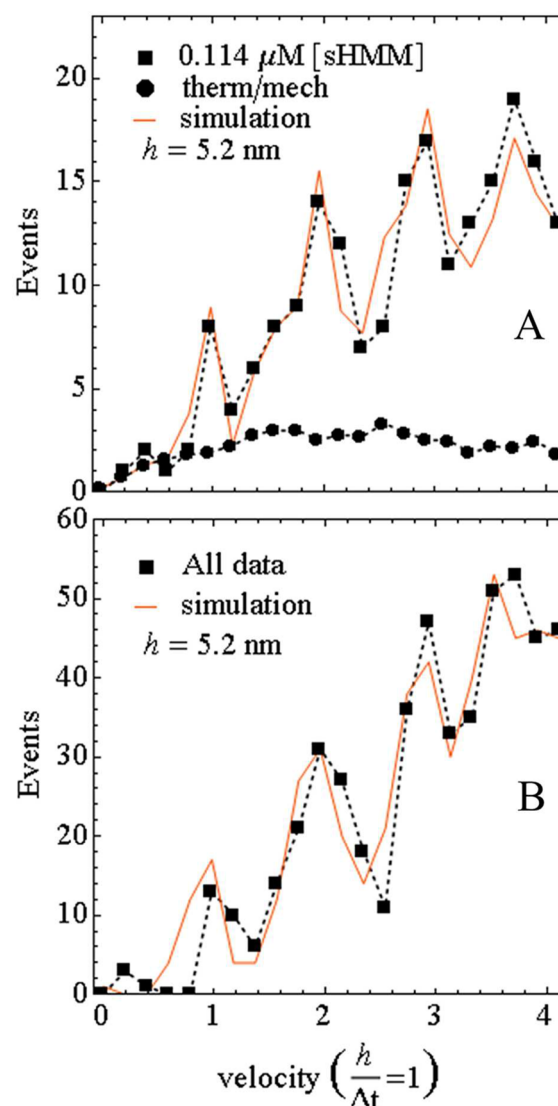 0.114 μM [sHMM]
therm/mech
simulation
h = 5.2 nm
A
20
15
10
5
0
Events
All data
simulation
h = 5.2 nm
B
60
50
40
30
20
10
0
Events
0 1 2 3 4
velocity (h/Δt=1)